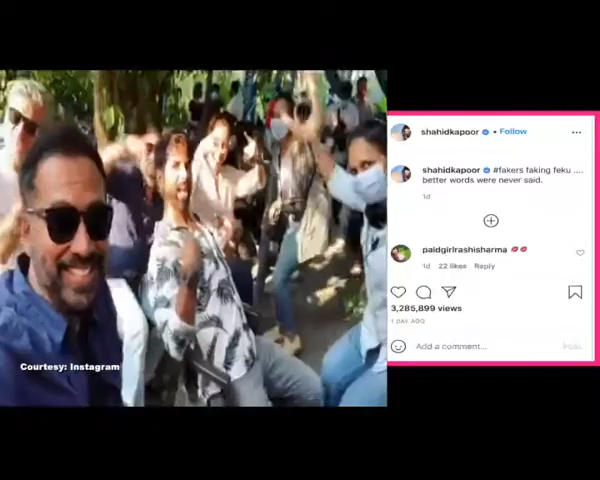 shahidkapoor • Follow
shahidkapoor #fakers faking feku ....
better words were never said.
1d
paidgirlrashisharma 💋💋
1d 22 likes Reply
3,285,899 views
1 DAY AGO
Add a comment...
Post
Courtesy: Instagram